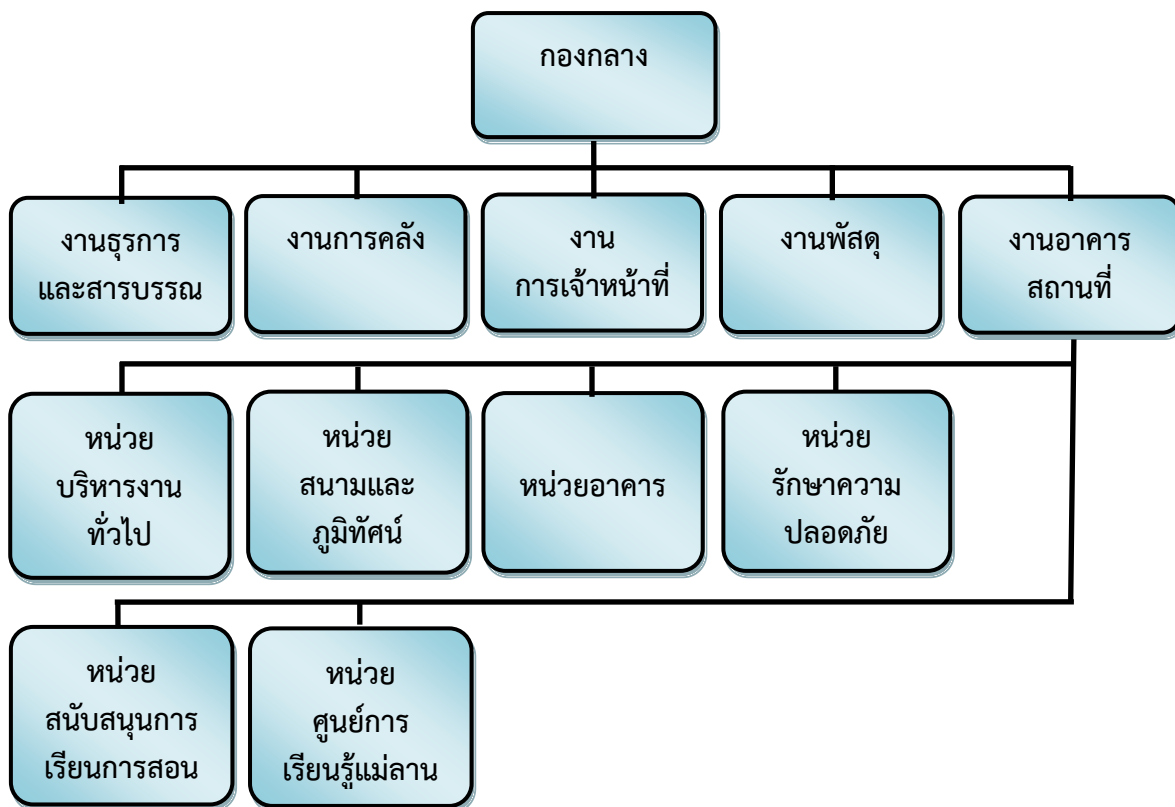 กองกลาง
งานธุรการ
และสารบรรณ
งานการคลัง
งาน
การเจ้าหน้าที่
งานพัสดุ
งานอาคาร
สถานที่
หน่วย
บริหารงาน
ทั่วไป
หน่วย
สนามและ
ภูมิทัศน์
หน่วยอาคาร
หน่วย
รักษาความ
ปลอดภัย
หน่วย
สนับสนุนการ
เรียนการสอน
หน่วย
ศูนย์การ
เรียนรู้แม่ลาน